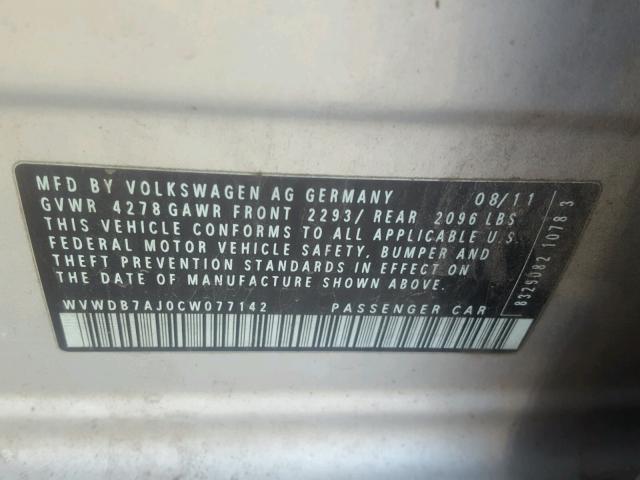 MFD BY VOLKSWAGEN AG GERMANY 08/11
GVWR 4278 GAWR FRONT 2293/ REAR 2096 LBS
THIS VEHICLE CONFORMS TO ALL APPLICABLE U.S.
FEDERAL MOTOR VEHICLE SAFETY, BUMPER AND
THEFT PREVENTION STANDARDS IN EFFECT ON
THE DATE OF MANUFACTURE SHOWN ABOVE.
WVWDB7AJ0CW077142 PASSENGER CAR
8329082 1078 3